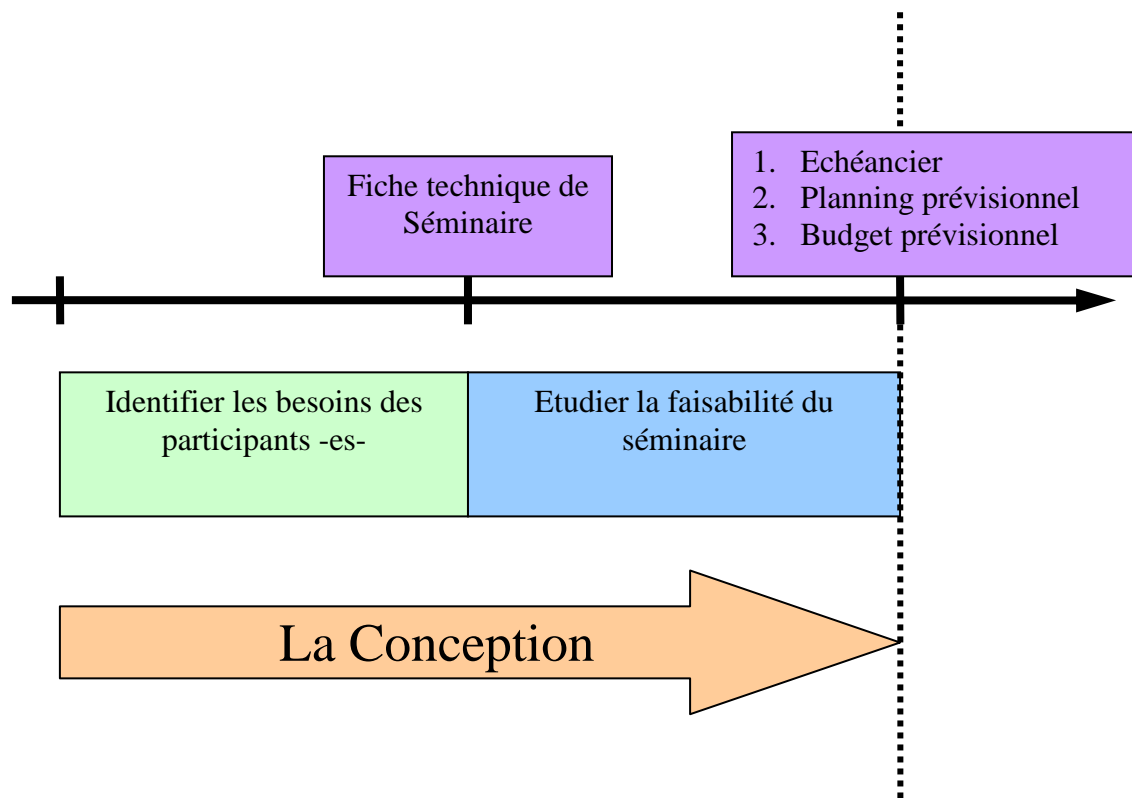 Fiche technique de
Séminaire
1. Echéancier
2. Planning prévisionnel
3. Budget prévisionnel
Identifier les besoins des
participants -es-
Etudier la faisabilité du
séminaire
La Conception